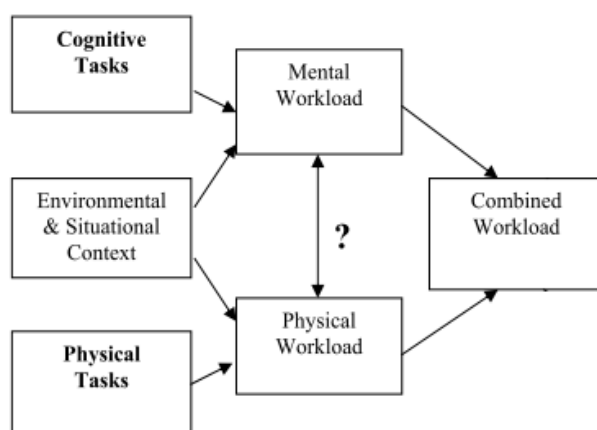 Cognitive
Tasks
Mental
Workload
Environmental
& Situational
Context
Combined
Workload
?
Physical
Workload
Physical
Tasks